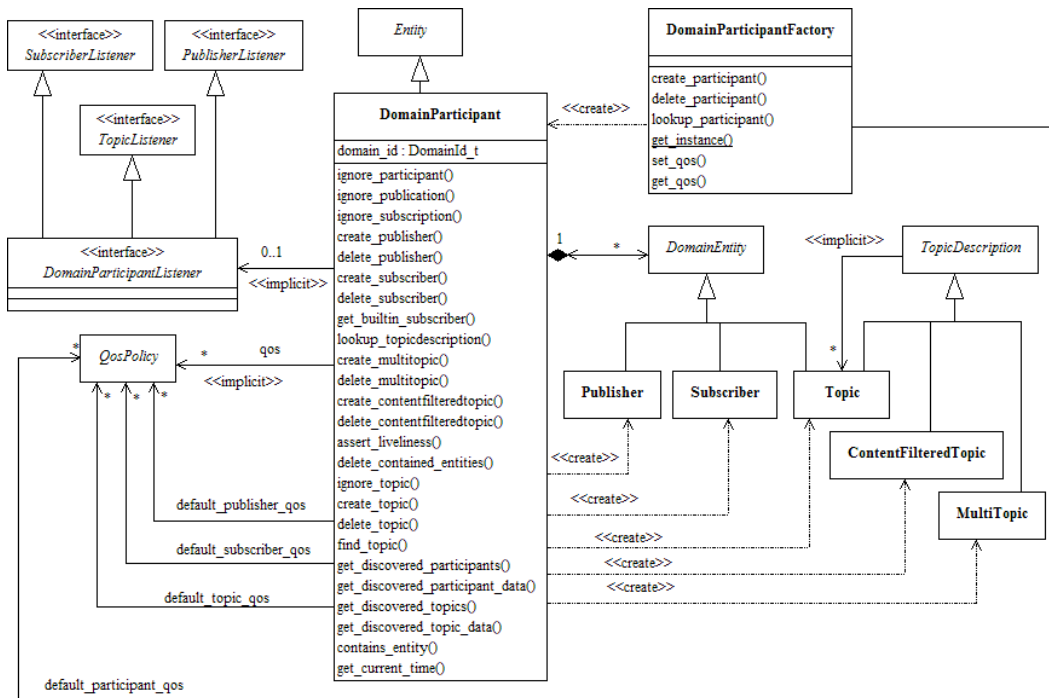 <<interface>>
SubscriberListener
<<interface>>
PublisherListener
<<interface>>
TopicListener
<<interface>>
DomainParticipantListener
0..1
<<implicit>>
Entity
DomainParticipant
domain_id : DomainId_t
ignore_participant()
ignore_publication()
ignore_subscription()
create_publisher()
delete_publisher()
create_subscriber()
delete_subscriber()
get_builtin_subscriber()
lookup_topicdescription()
create_multitopic()
delete_multitopic()
create_contentfilteredtopic()
delete_contentfilteredtopic()
assert_liveliness()
delete_contained_entities()
ignore_topic()
create_topic()
delete_topic()
find_topic()
get_discovered_participants()
get_discovered_participant_data()
get_discovered_topics()
get_discovered_topic_data()
contains_entity()
get_current_time()
<<create>>
DomainParticipantFactory
create_participant()
delete_participant()
lookup_participant()
get_instance()
set_qos()
get_qos()
1
*
DomainEntity
<<implicit>>
*
TopicDescription
*
QosPolicy
*
qos
<<implicit>>
*
*
*
Publisher
Subscriber
Topic
ContentFilteredTopic
MultiTopic
<<create>>
<<create>>
<<create>>
<<create>>
<<create>>
default_publisher_qos
default_subscriber_qos
default_topic_qos
default_participant_qos